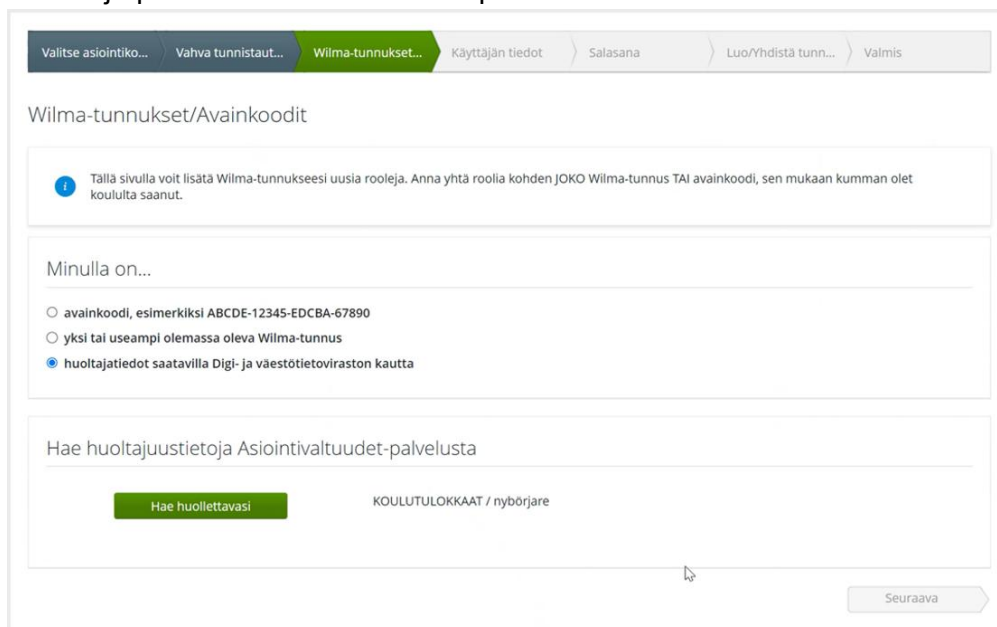 Valitse asiointiko...
Vahva tunnistaut...
Wilma-tunnukset...
Käyttäjän tiedot
Salasana
Luo/Yhdistä tunn...
Valmis
Wilma-tunnukset/Avainkoodit
Tällä sivulla voit lisätä Wilma-tunnukseesi uusia rooleja. Anna yhtä roolia kohden JOKO Wilma-tunnus TAI avainkoodi, sen mukaan kumman olet
koululta saanut.
Minulla on...
avainkoodi, esimerkiksi ABCDE-12345-EDCBA-67890
yksi tai useampi olemassa oleva Wilma-tunnus
huoltajatiedot saatavilla Digi- ja väestötietoviraston kautta
Hae huoltajuustietoja Asiointivaltuudet-palvelusta
Hae huollettavasi
KOULUTULOKKAAT / nybörjare
Seuraava